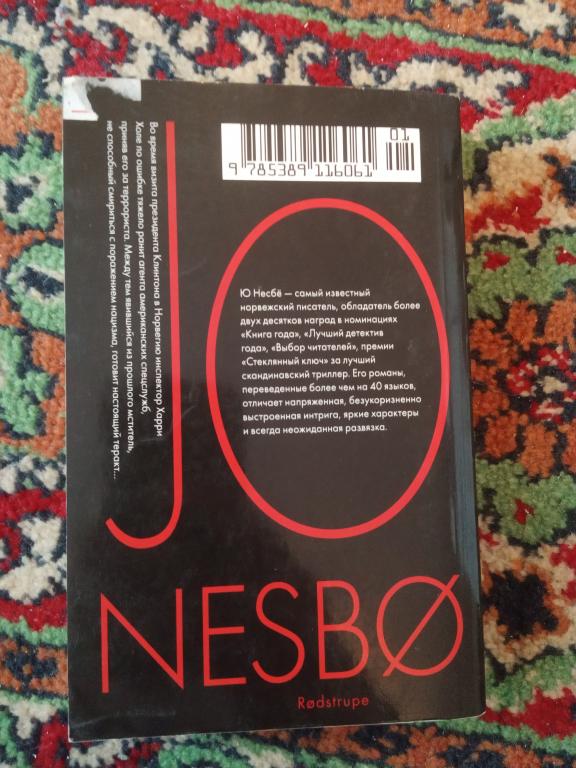 01
9 785389 116061
Во время визита президента Клинтона в Норвегию инспектор Харри
Холе по ошибке тяжело ранит агента американских спецслужб,
приняв его за террориста. Между тем явившийся из прошлого мститель,
не способный смириться с поражением нацизма, готовит настоящий теракт...
JO
Ю Несбё — самый известный
норвежский писатель, обладатель более
двух десятков наград в номинациях
«Книга года», «Лучший детектив
года», «Выбор читателей», премии
«Стеклянный ключ» за лучший
скандинавский триллер. Его романы,
переведенные более чем на 40 языков,
отличает напряженная, безукоризненно
выстроенная интрига, яркие характеры
и всегда неожиданная развязка.
NESBØ
Rødstrupe